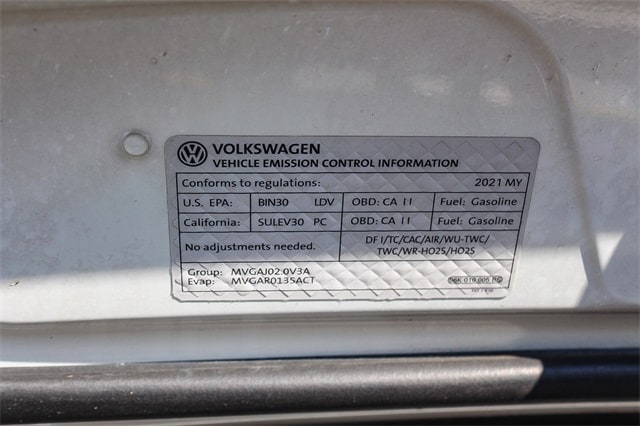 VOLKSWAGEN
VEHICLE EMISSION CONTROL INFORMATION
Conforms to regulations: 2021 MY
U.S. EPA: BIN30 LDV OBD: CA II Fuel: Gasoline
California: SULEV30 PC OBD: CA II Fuel: Gasoline
No adjustments needed. DFI/TC/CAC/AIR/WU-TWC/
TWC/WR-HO2S/HO2S
Group: MVGAJ02.0V3A
Evap: MVGAR0135ACT